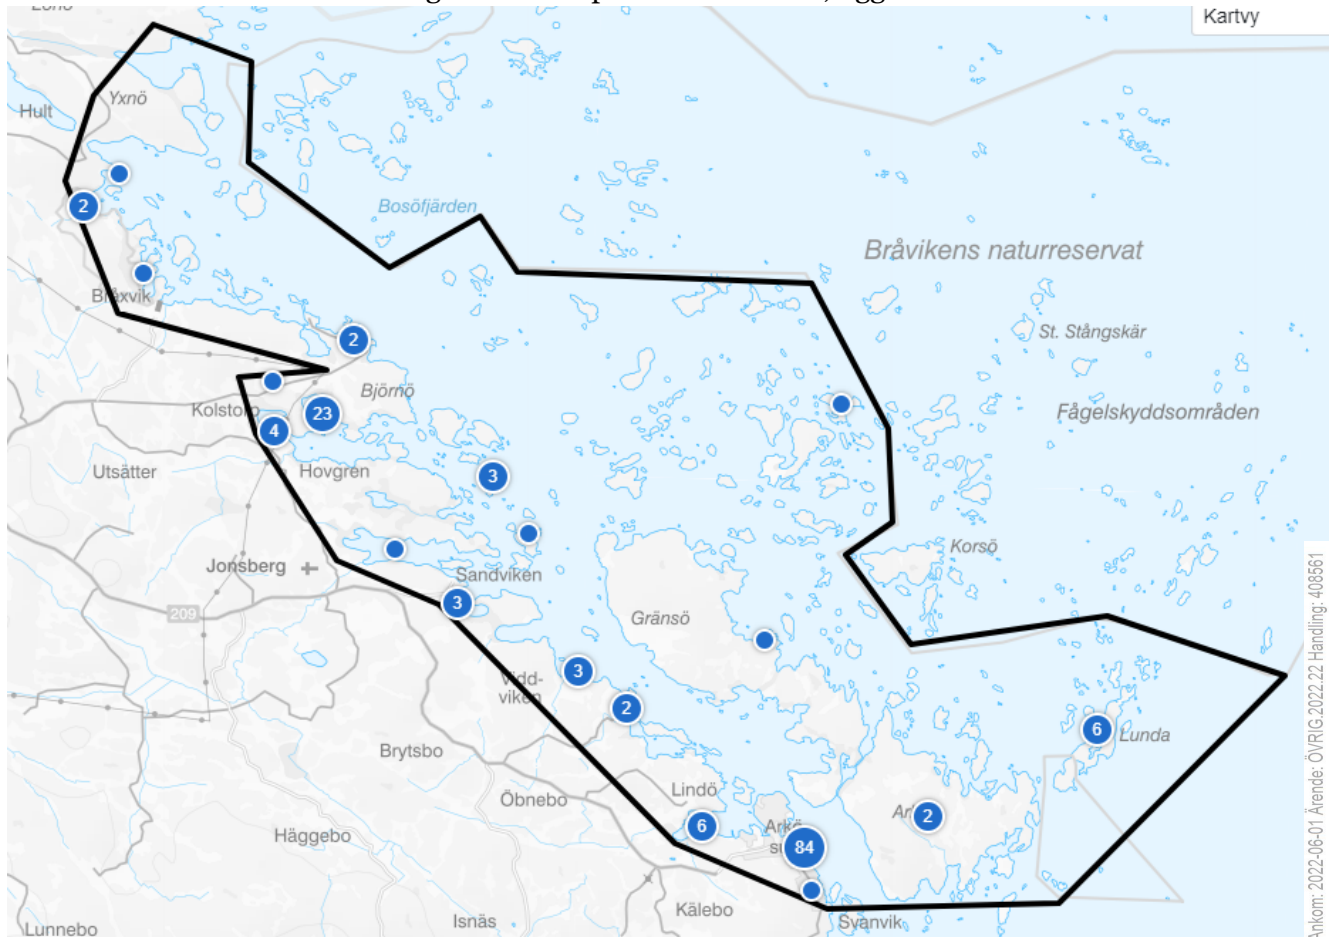 Kartvy
Yxnö
Hult
2
Bosöfjärden
Bråvikens naturreservat
Bråxvik
St. Stångskär
2
Björnö
Kolstorp
23
4
Fågelskyddsområden
Utsätter
Hovgren
3
Korsö
Jonsberg
Sandviken
209
3
Gränsö
3
Vidd-
viken
2
Lunda
6
Brytsbo
Lindö
Öbnebo
6
2
Häggebo
84
Kälebo
Isnäs
Svanvik
Lunnebo
Ankom: 2022-06-01 Ärende: ÖVRIG.2022.22 Handling: 408561